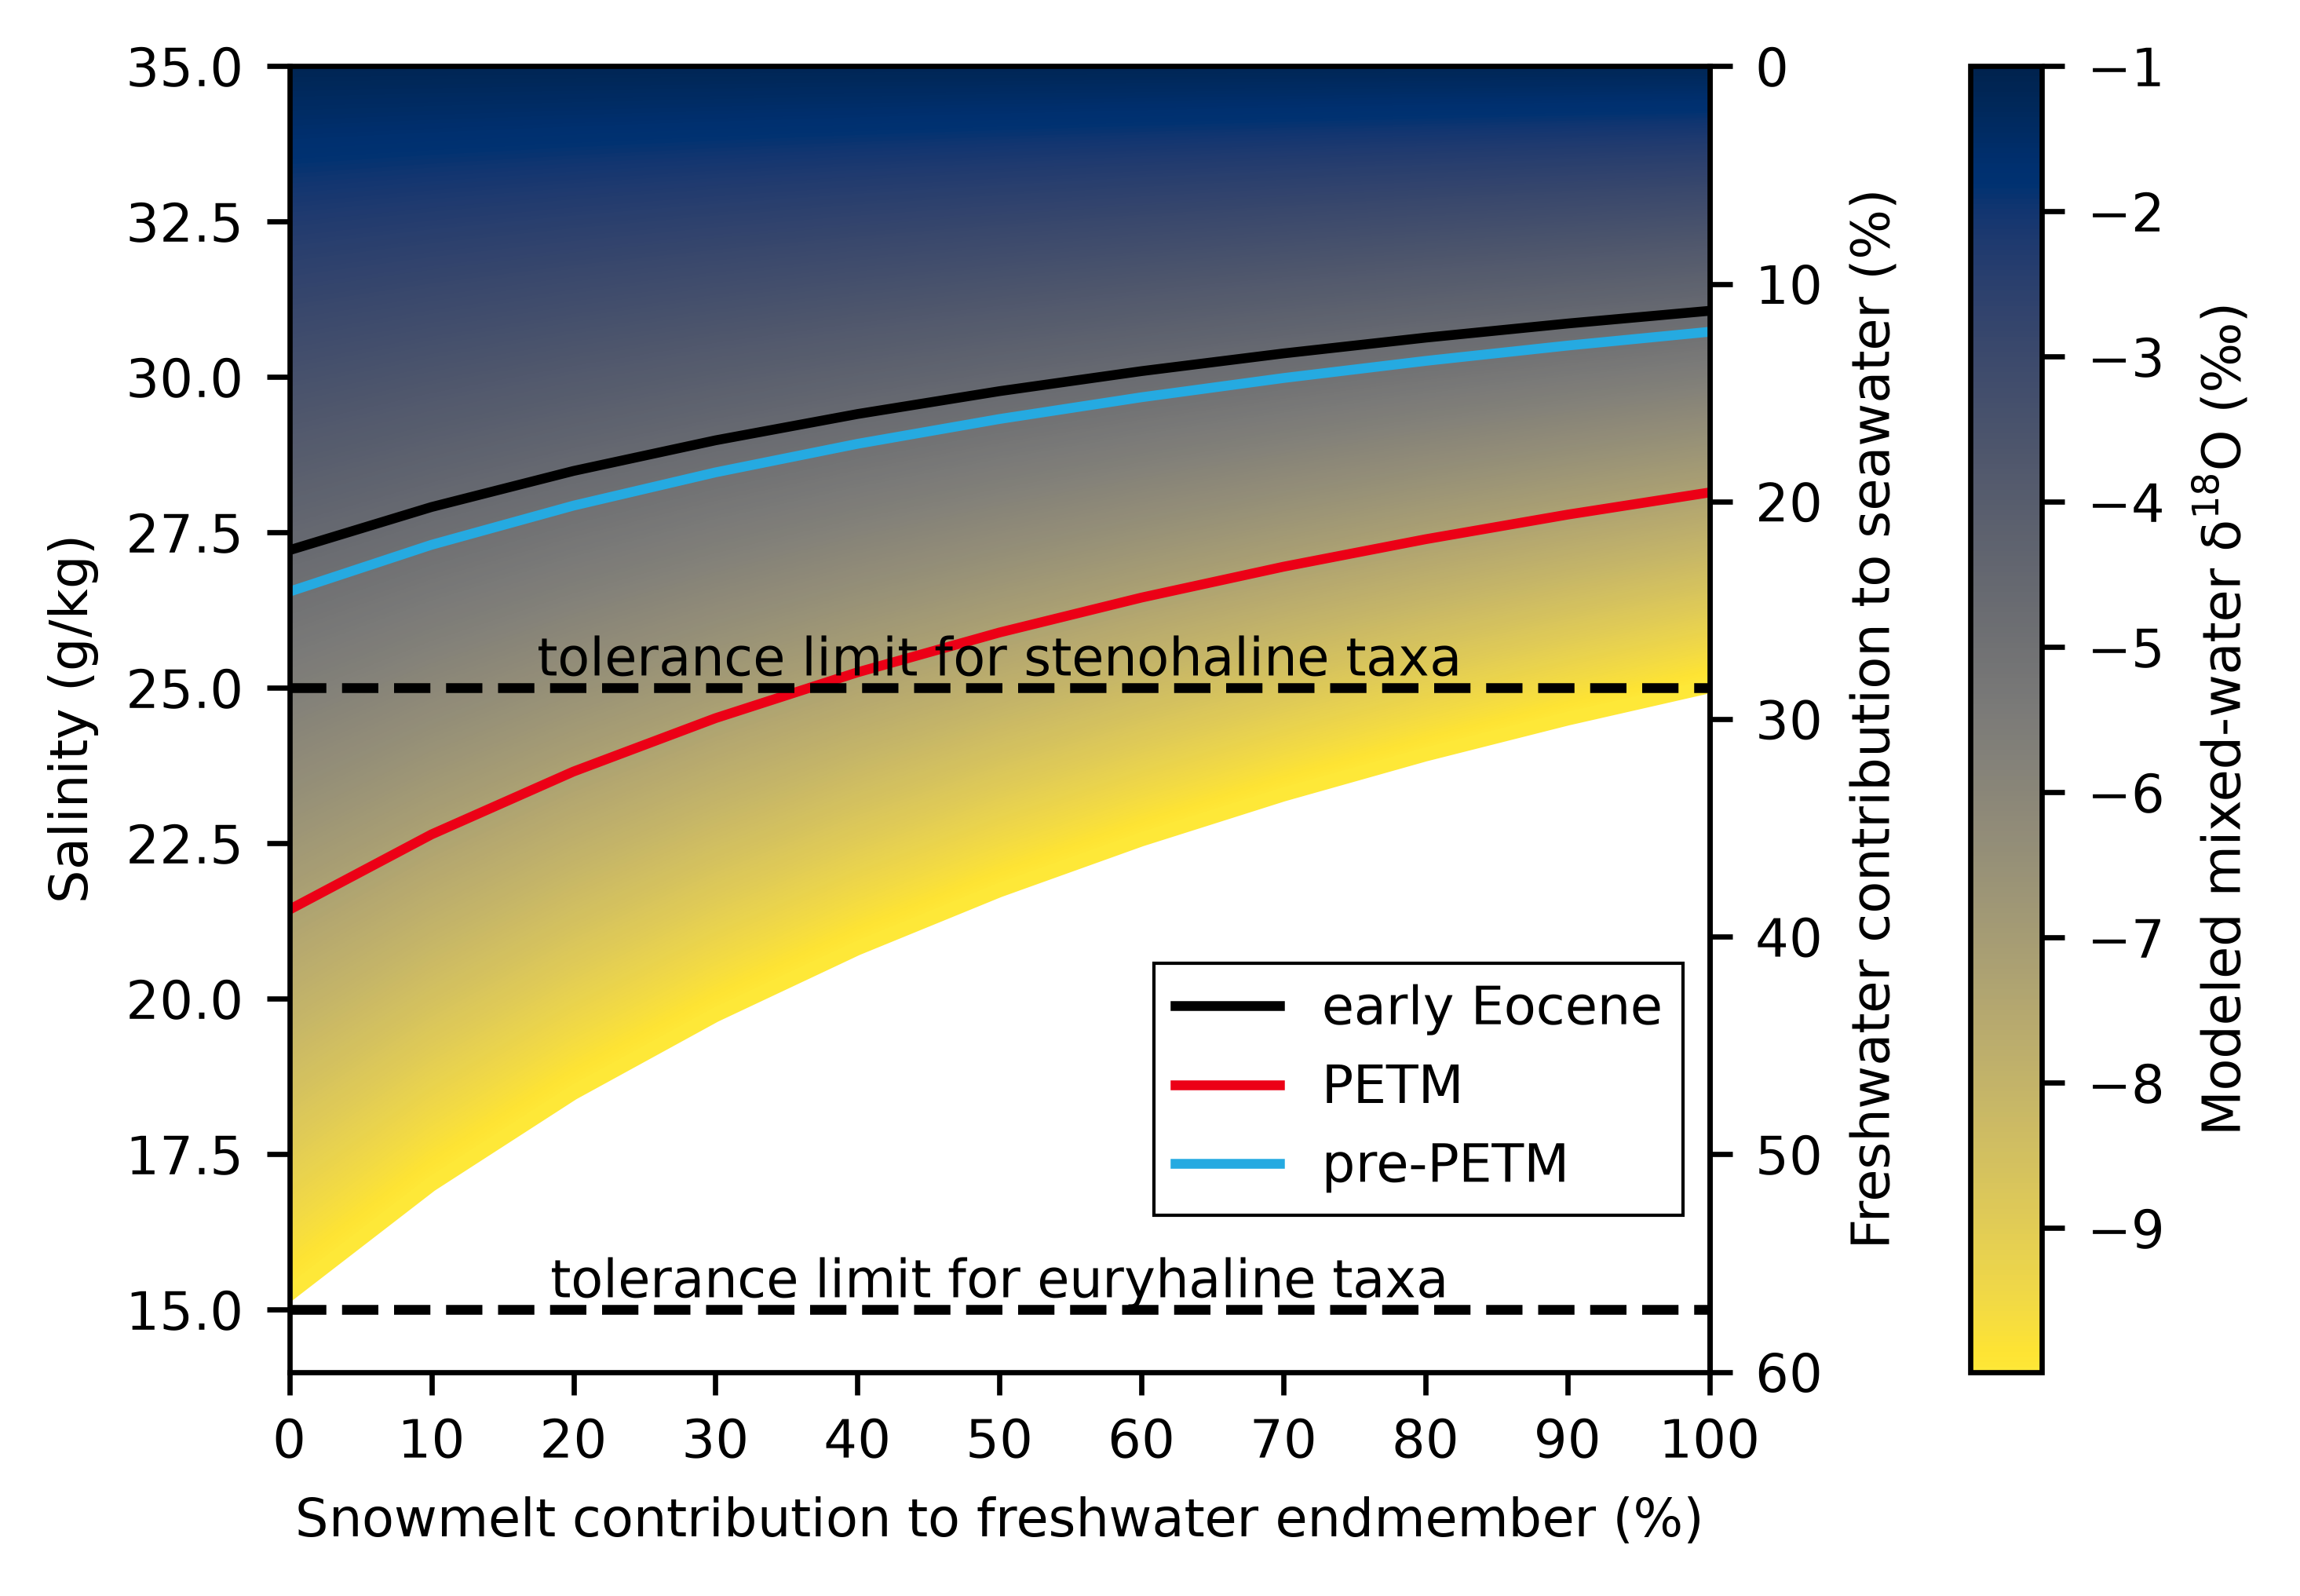 35.0
32.5
30.0
27.5
25.0
22.5
20.0
17.5
15.0
Salinity (g/kg)
tolerance limit for stenohaline taxa
early Eocene
PETM
pre-PETM
tolerance limit for euryhaline taxa
0 10 20 30 40 50 60 70 80 90 100
Snowmelt contribution to freshwater endmember (%)
0
10
20
30
40
50
60
Freshwater contribution to seawater (%)
−1
−2
−3
−4
−5
−6
−7
−8
−9
Modeled mixed-water δ¹⁸O (‰)